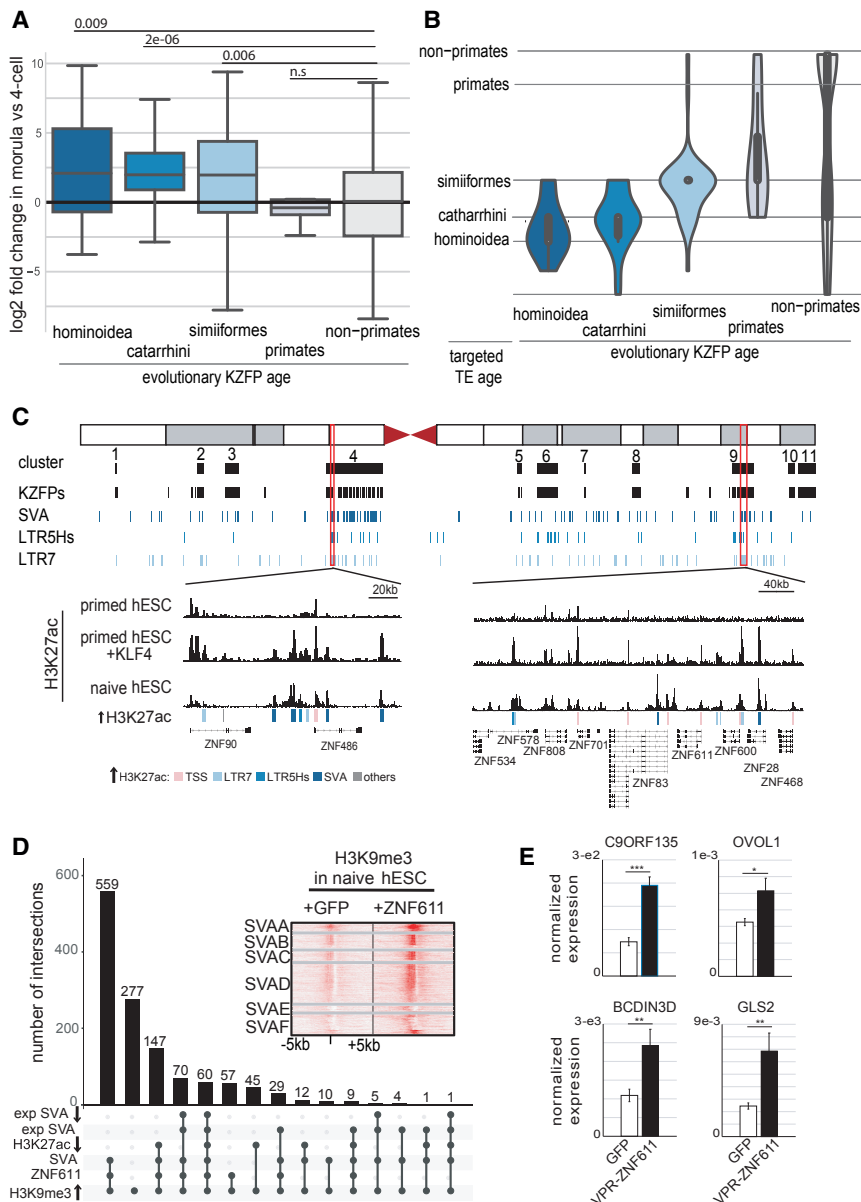 A
0.009
2e-06
0.006
n.s
log2 fold change in morula vs 4-cell
10
5
0
−5
hominoidea
catarrhini
simiiformes
primates
non−primates
evolutionary KZFP age
B
non−primates
primates
simiiformes
catharrhini
hominoidea
hominoidea
catarrhini
simiiformes
primates
non−primates
targeted
TE age
evolutionary KZFP age
C
cluster
1 2 3 4 5 6 7 8 9 10 11
KZFPs
SVA
LTR5Hs
LTR7
20kb
40kb
H3K27ac
primed hESC
primed hESC
+KLF4
naive hESC
↑H3K27ac
ZNF90
ZNF486
ZNF534
ZNF578
ZNF808
ZNF701
ZNF83
ZNF611
ZNF600
ZNF28
ZNF468
↑H3K27ac: TSS LTR7 LTR5Hs SVA others
D
number of intersections
600
400
200
0
559 277 147 70 60 57 45 29 12 10 9 5 4 1 1
exp SVA ↓
exp SVA
H3K27ac ↓
SVA
ZNF611
H3K9me3 ↑
H3K9me3
in naive hESC
+GFP
+ZNF611
SVAA
SVAB
SVAC
SVAD
SVAE
SVAF
-5kb
+5kb
E
C9ORF135
normalized
expression
3-e2
0
***
OVOL1
1e-3
0
*
BCDIN3D
normalized
expression
3e-3
0
**
GFP
VPR-ZNF611
GLS2
9e-3
0
**
GFP
VPR-ZNF611